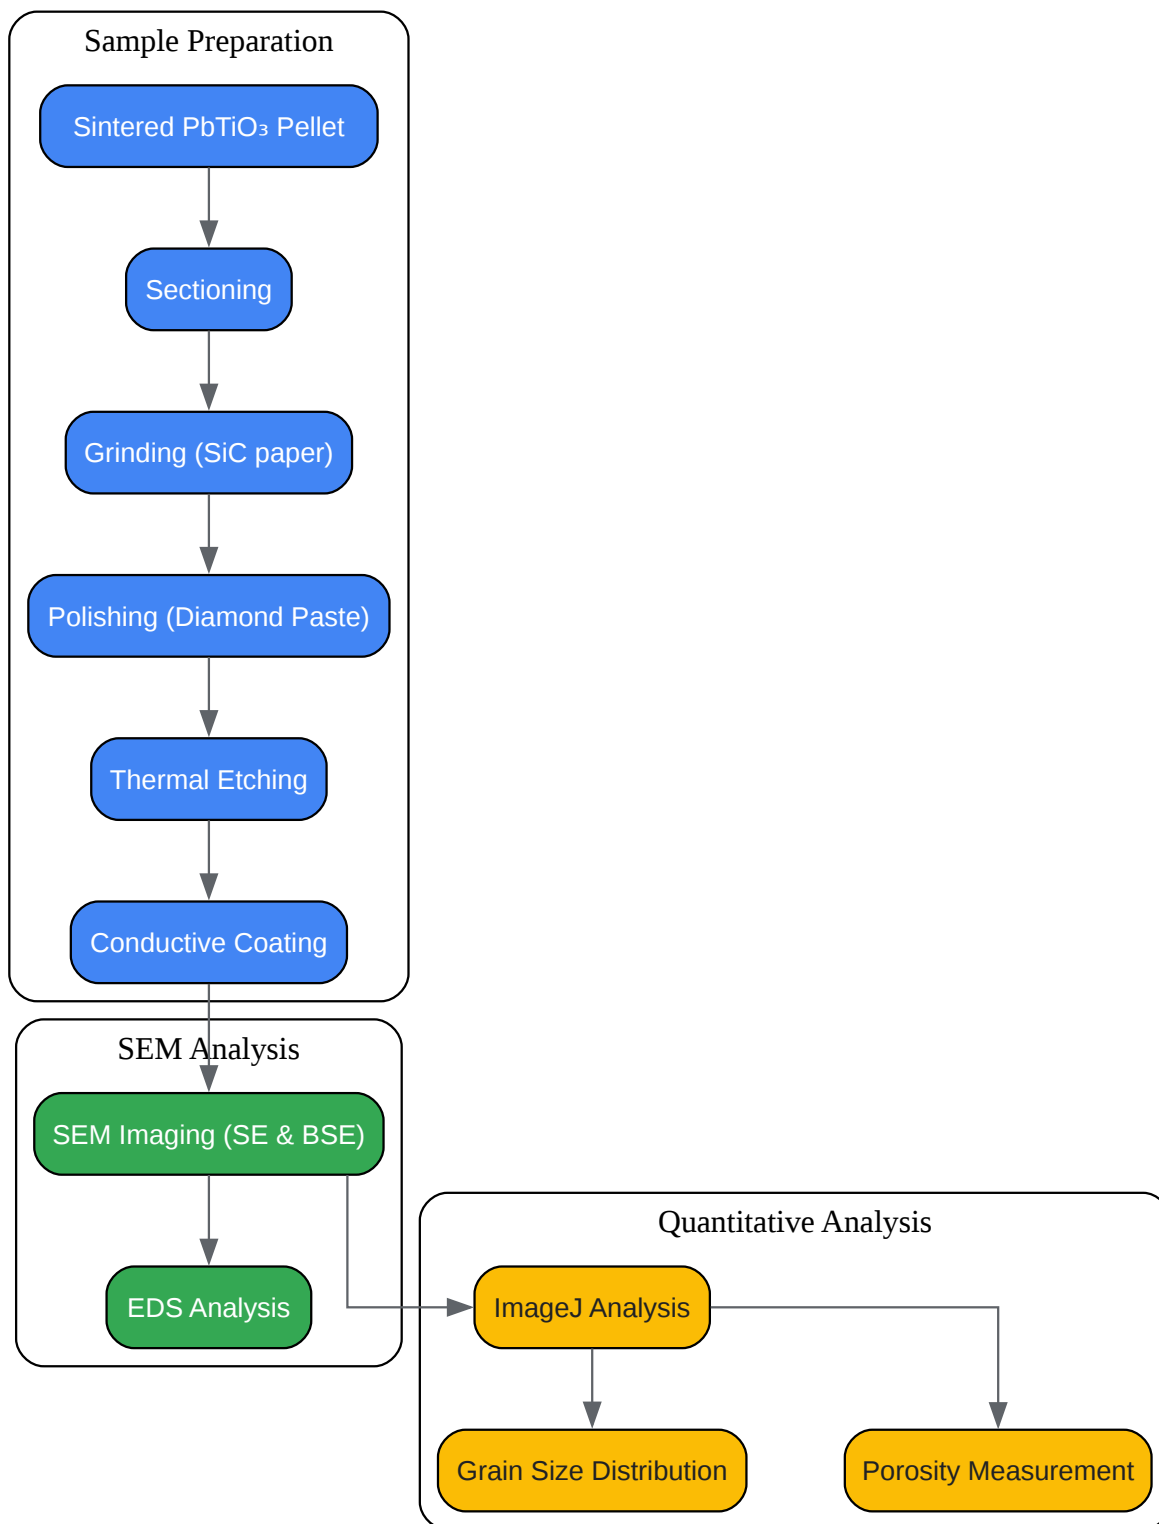 Sample Preparation
Sintered PbTiO₃ Pellet
Sectioning
Grinding (SiC paper)
Polishing (Diamond Paste)
Thermal Etching
Conductive Coating
SEM Analysis
SEM Imaging (SE & BSE)
EDS Analysis
Quantitative Analysis
ImageJ Analysis
Grain Size Distribution
Porosity Measurement